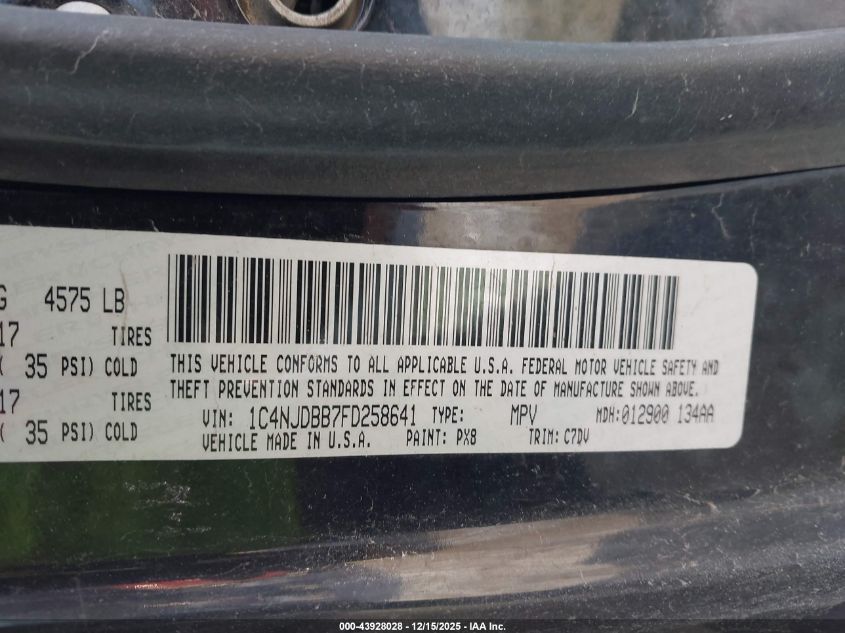 G 4575 LB
17 TIRES
( 35 PSI) COLD
17 TIRES
( 35 PSI) COLD
THIS VEHICLE CONFORMS TO ALL APPLICABLE U.S.A. FEDERAL MOTOR VEHICLE SAFETY AND
THEFT PREVENTION STANDARDS IN EFFECT ON THE DATE OF MANUFACTURE SHOWN ABOVE.
VIN: 1C4NJDBB7FD258641 TYPE: MPV MDH:012900 134AA
VEHICLE MADE IN U.S.A. PAINT: PX8 TRIM: C7DV
000-43928028 - 12/15/2025 - IAA Inc.